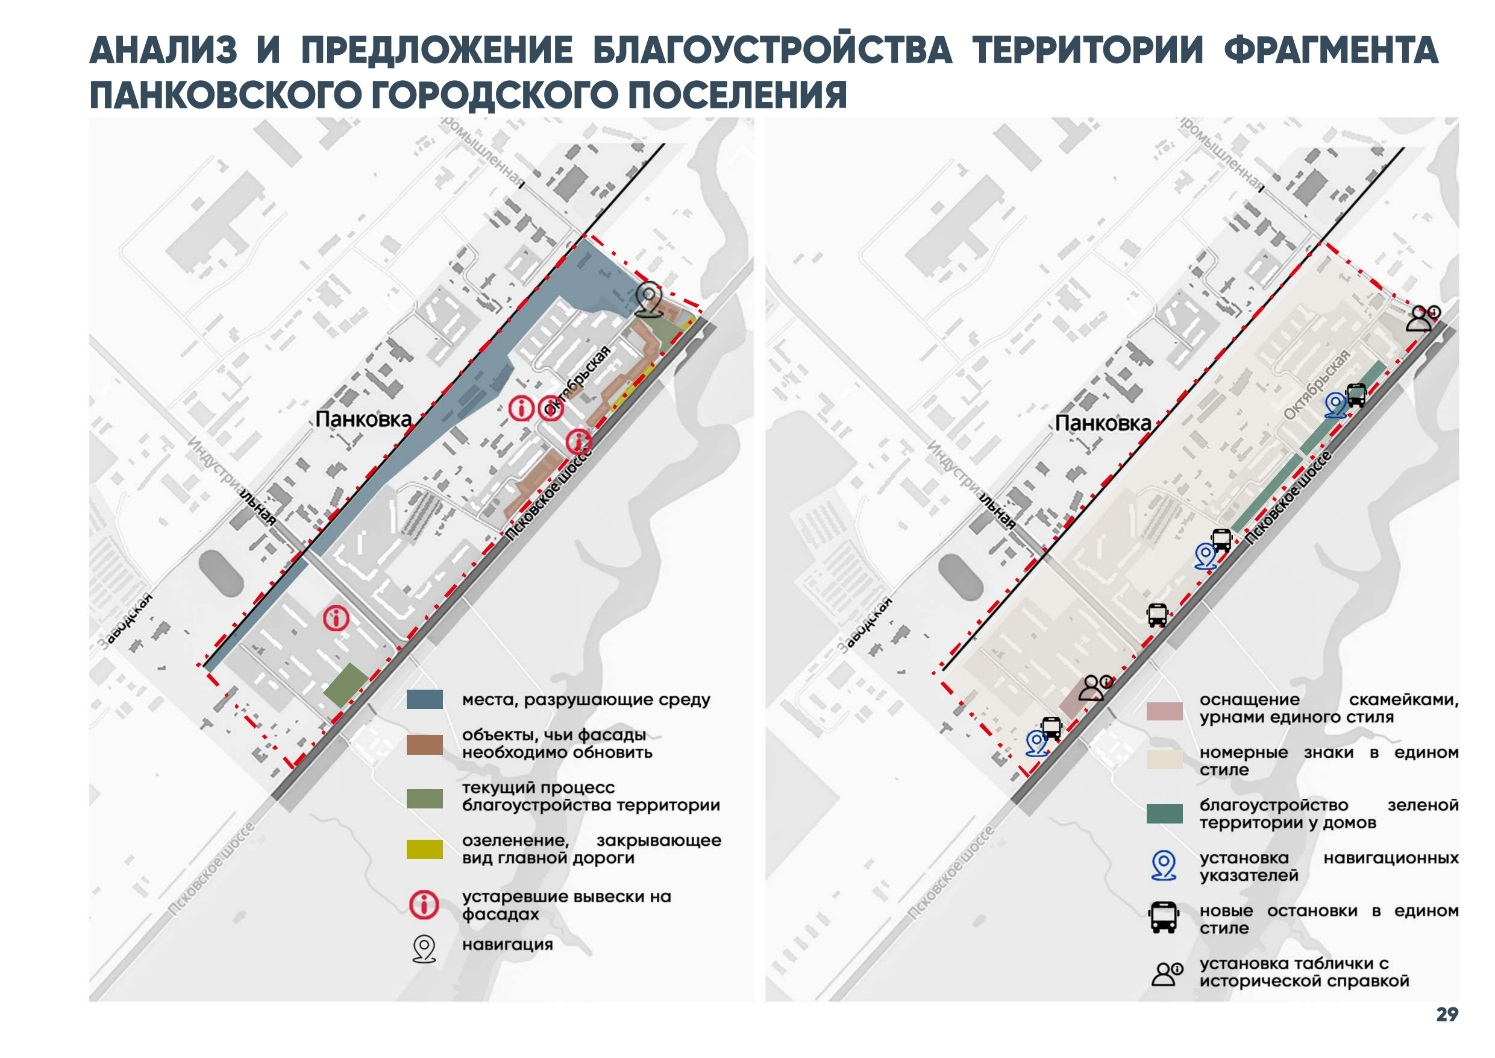 АНАЛИЗ И ПРЕДЛОЖЕНИЕ БЛАГОУСТРОЙСТВА ТЕРРИТОРИИ ФРАГМЕНТА
ПАНКОВСКОГО ГОРОДСКОГО ПОСЕЛЕНИЯ
Промышленная
Панковка
Октябрьская
Индустриальная
Псковское шоссе
Заводская
Псковское шоссе
места, разрушающие среду
объекты, чьи фасады
необходимо обновить
текущий процесс
благоустройства территории
озеленение, закрывающее
вид главной дороги
устаревшие вывески на
фасадах
навигация
ромышленная
Панковка
Октябрьская
Индустриальная
Псковское шоссе
Заводская
Псковское шоссе
оснащение скамейками,
урнами единого стиля
номерные знаки в едином
стиле
благоустройство зеленой
территории у домов
установка навигационных
указателей
новые остановки в едином
стиле
установка таблички с
исторической справкой
29